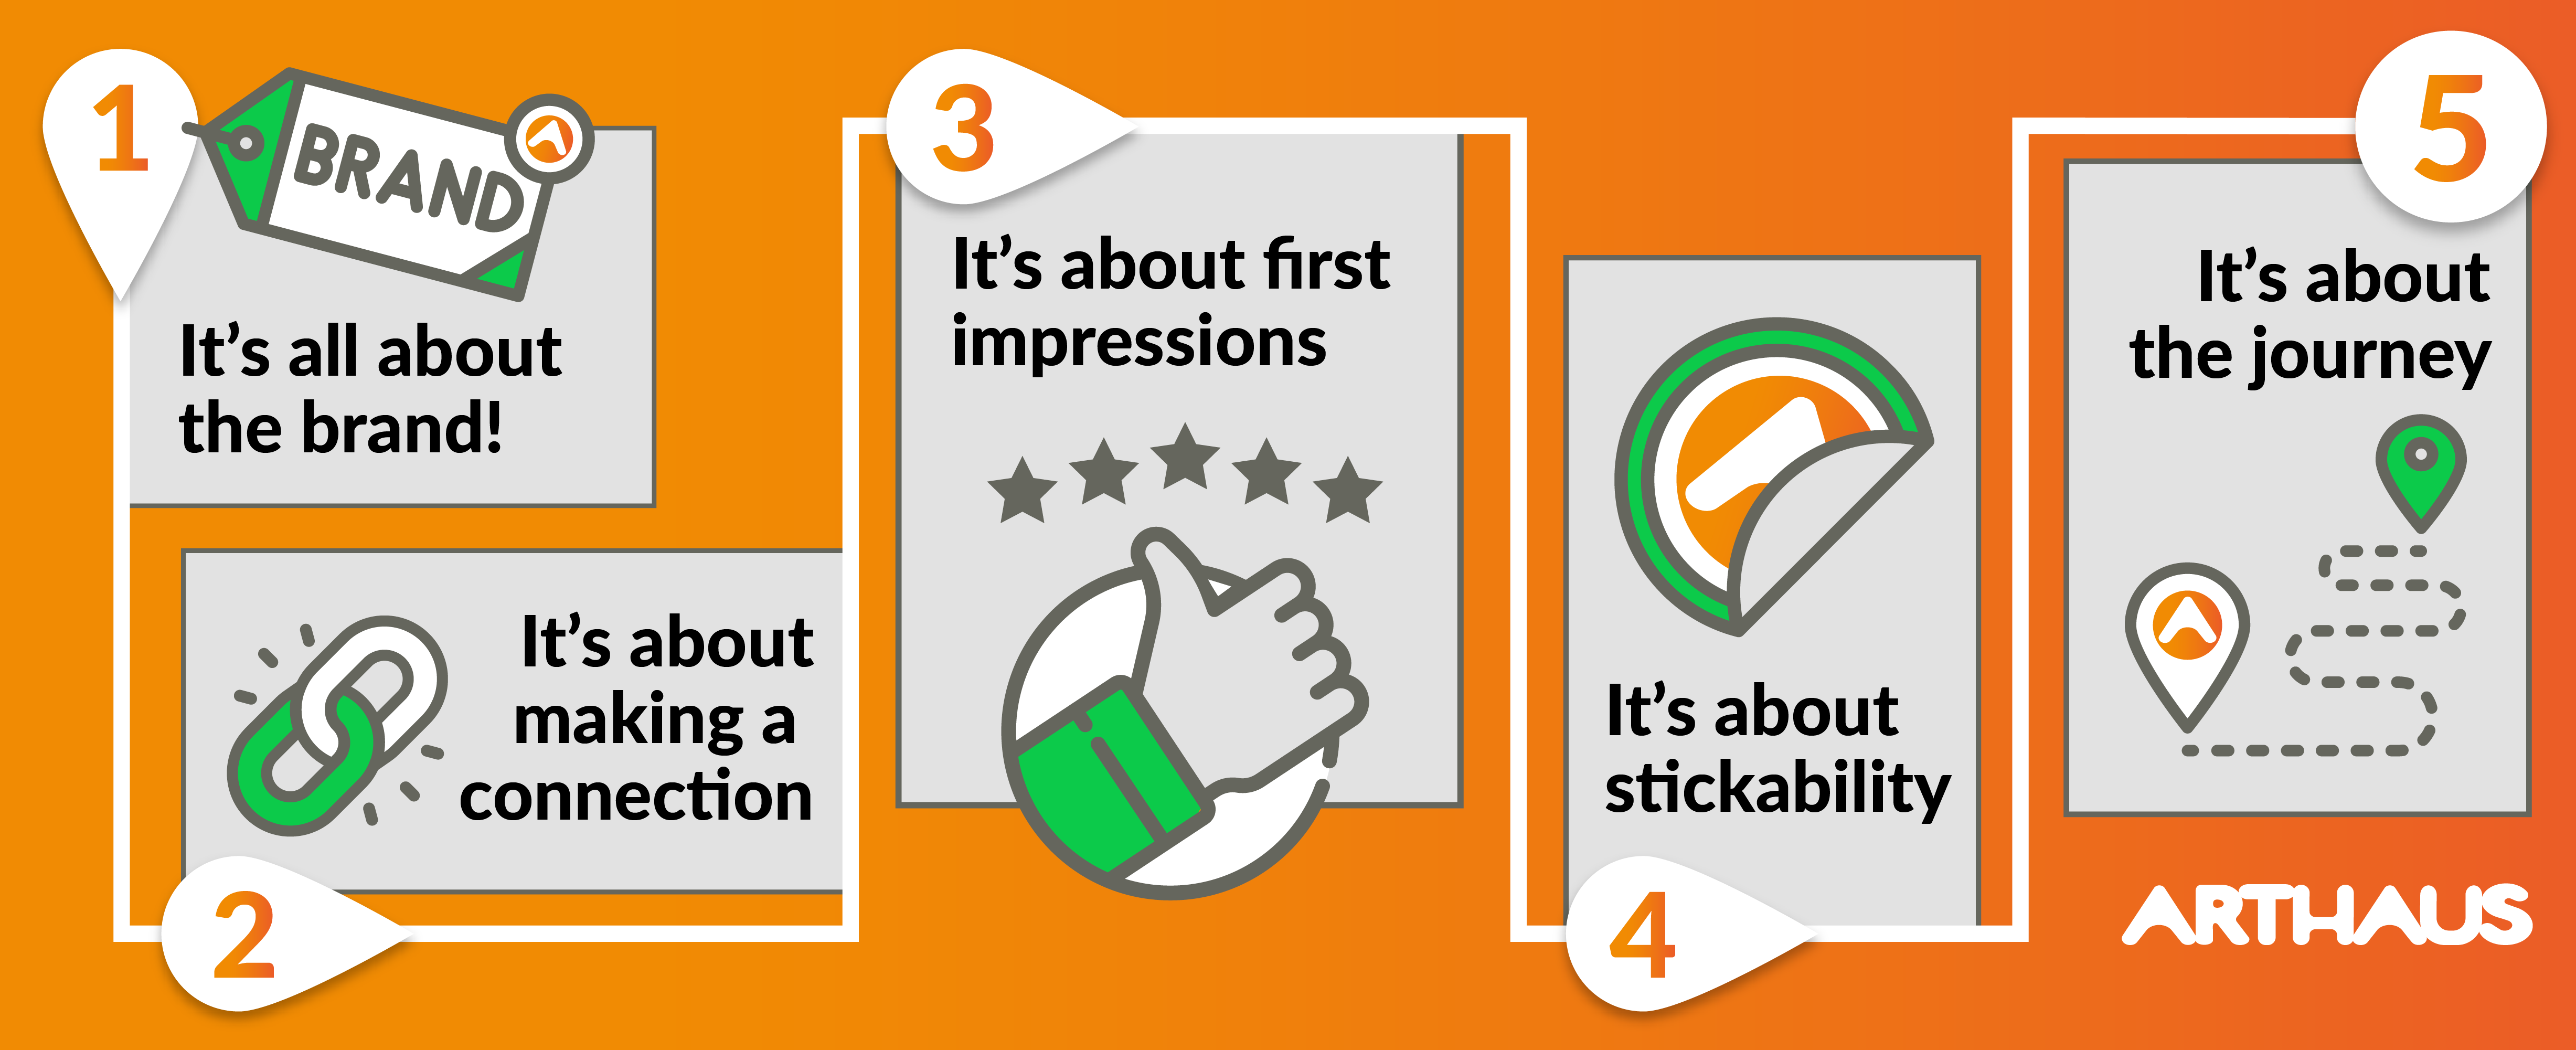 1
BRAND
It’s all about
the brand!
2
It’s about
making a
connection
3
It’s about first
impressions
4
It’s about
stickability
5
It’s about
the journey
ARTHAUS